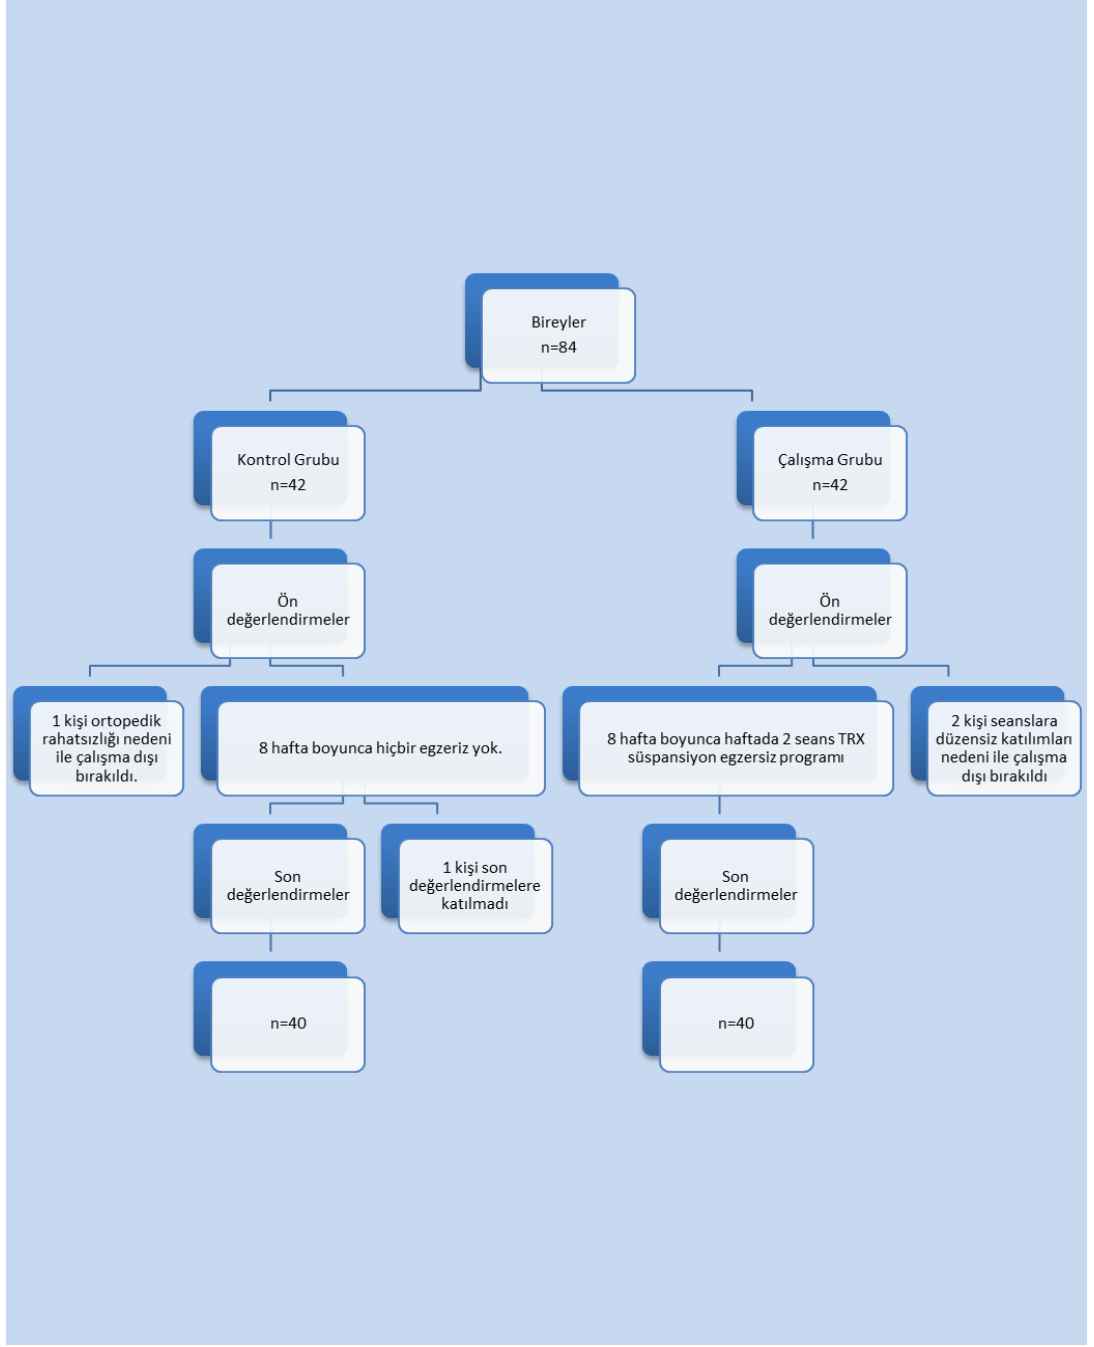 Bireyler
n=84
Kontrol Grubu
n=42
Çalışma Grubu
n=42
Ön
değerlendirmeler
Ön
değerlendirmeler
1 kişi ortopedik
rahatsızlığı nedeni
ile çalışma dışı
bırakıldı.
8 hafta boyunca hiçbir egzeriz yok.
8 hafta boyunca haftada 2 seans TRX
süspansiyon egzersiz programı
2 kişi seanslara
düzensiz katılımları
nedeni ile çalışma
dışı bırakıldı
Son
değerlendirmeler
1 kişi son
değerlendirmelere
katılmadı
Son
değerlendirmeler
n=40
n=40